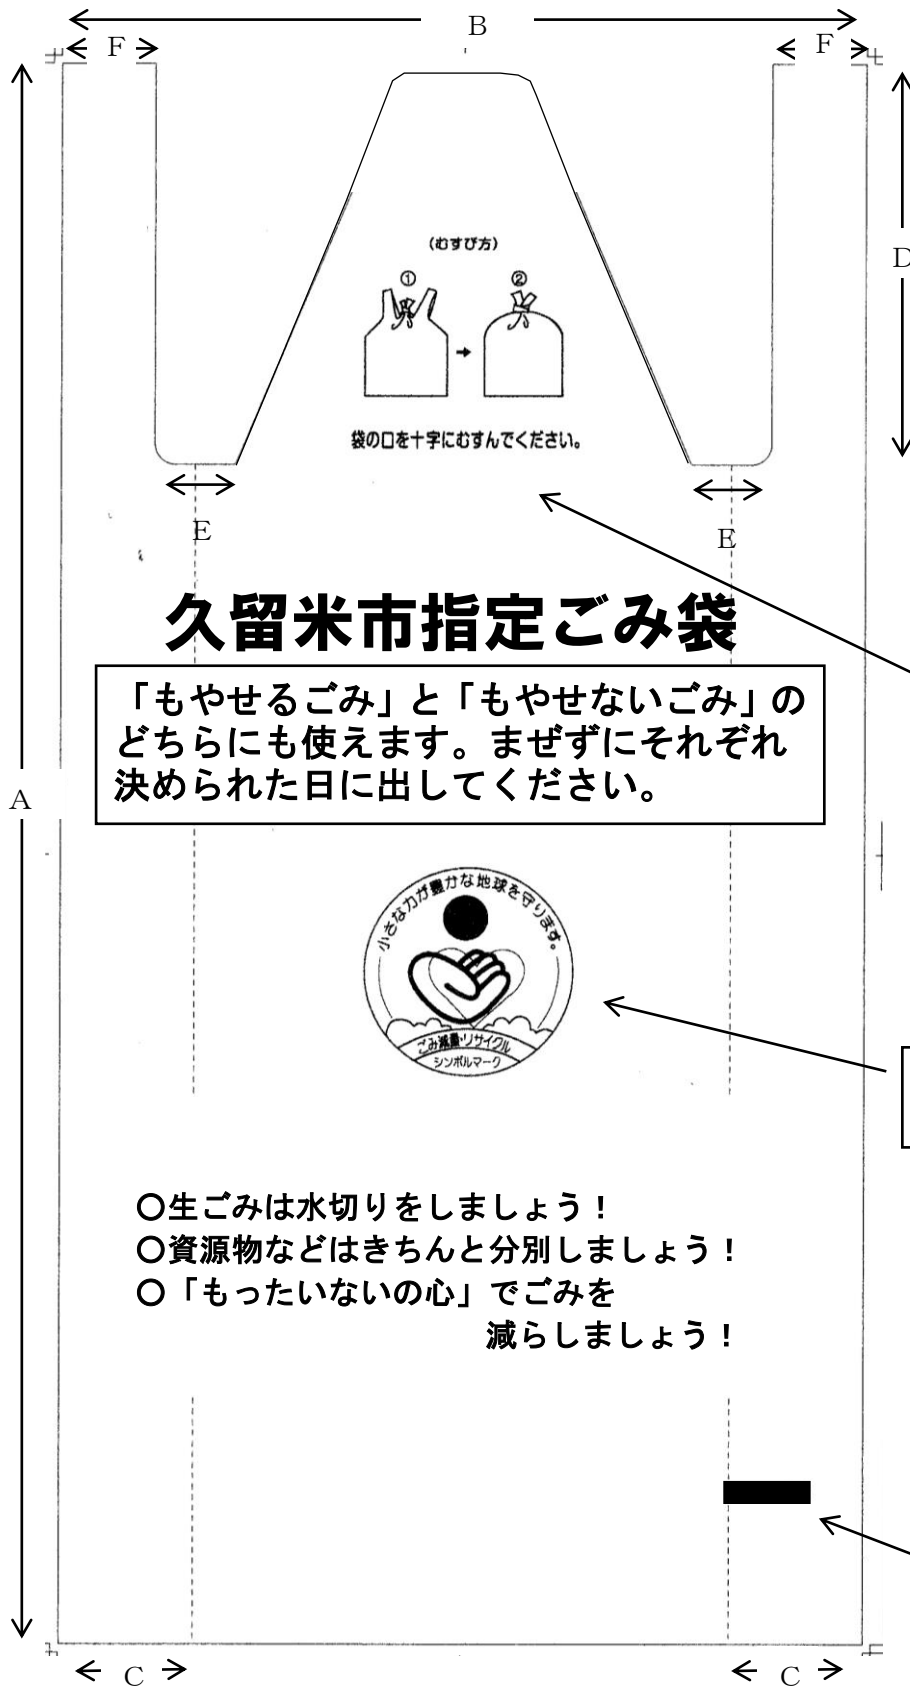 B
F
F
D
(むすび方)
① ②
袋の口を十字にむすんでください。
E
E
久留米市指定ごみ袋
「もやせるごみ」と「もやせないごみ」の
どちらにも使えます。まぜずにそれぞれ
決められた日に出してください。
A
小さな力が豊かな地球を守ります。
ごみ減量・リサイクル
シンボルマーク
〇生ごみは水切りをしましょう！
〇資源物などはきちんと分別しましょう！
〇「もったいないの心」でごみを
減らしましょう！
C
C